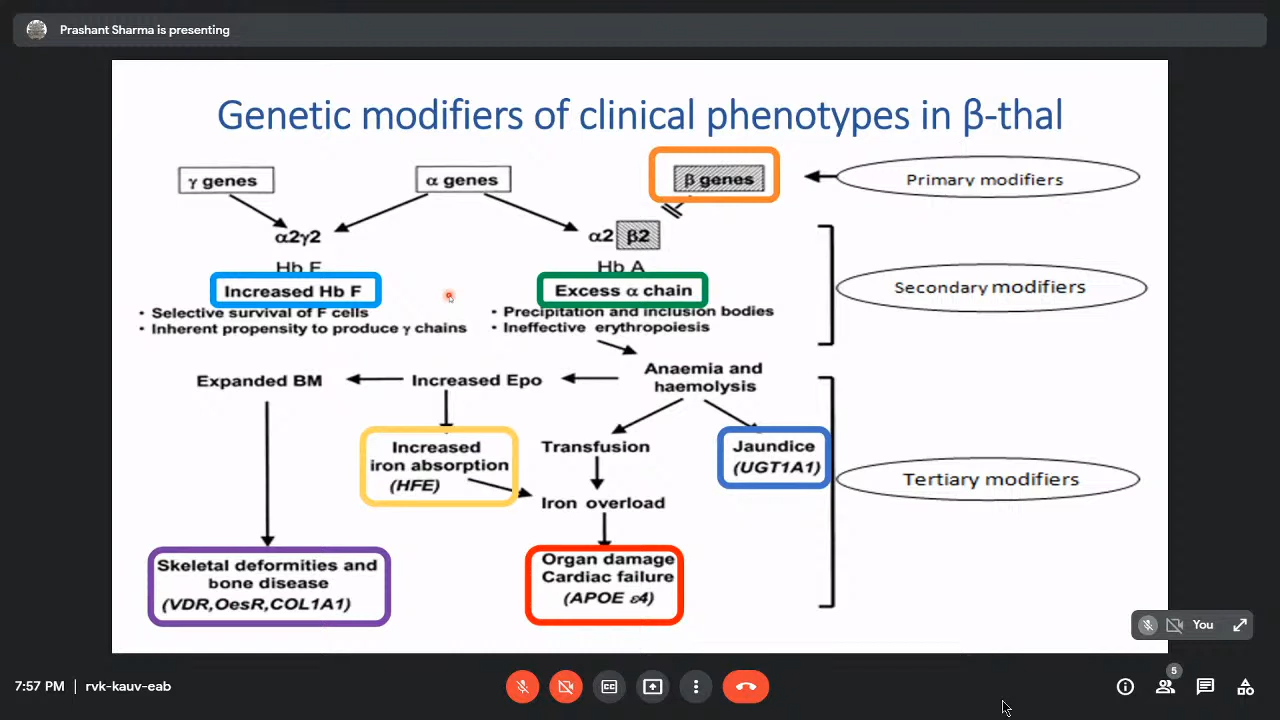 Prashant Sharma is presenting
Genetic modifiers of clinical phenotypes in β-thal
γ genes
α genes
β genes
Primary modifiers
α2γ2
α2 β2
Hb F
Hb A
Increased Hb F
Excess α chain
Secondary modifiers
• Selective survival of F cells
• Inherent propensity to produce γ chains
• Precipitation and inclusion bodies
• Ineffective erythropoiesis
Anaemia and
haemolysis
Increased Epo
Expanded BM
Increased
iron absorption
(HFE)
Transfusion
Jaundice
(UGT1A1)
Iron overload
Tertiary modifiers
Skeletal deformities and
bone disease
(VDR,OesR,COL1A1)
Organ damage
Cardiac failure
(APOE ε4)
You
7:57 PM | rvk-kauv-eab
5